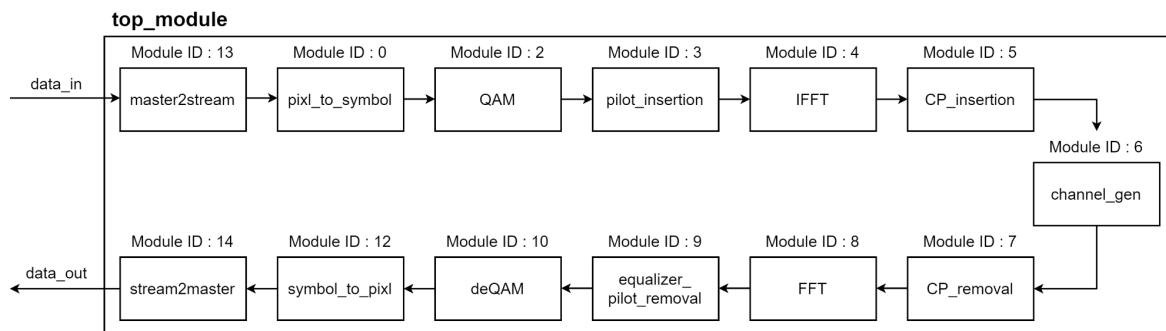 top_module
Module ID : 13
Module ID : 0
Module ID : 2
Module ID : 3
Module ID : 4
Module ID : 5
data_in
master2stream
pixl_to_symbol
QAM
pilot_insertion
IFFT
CP_insertion
Module ID : 6
channel_gen
Module ID : 14
Module ID : 12
Module ID : 10
Module ID : 9
Module ID : 8
Module ID : 7
data_out
stream2master
symbol_to_pixl
deQAM
equalizer_
pilot_removal
FFT
CP_removal